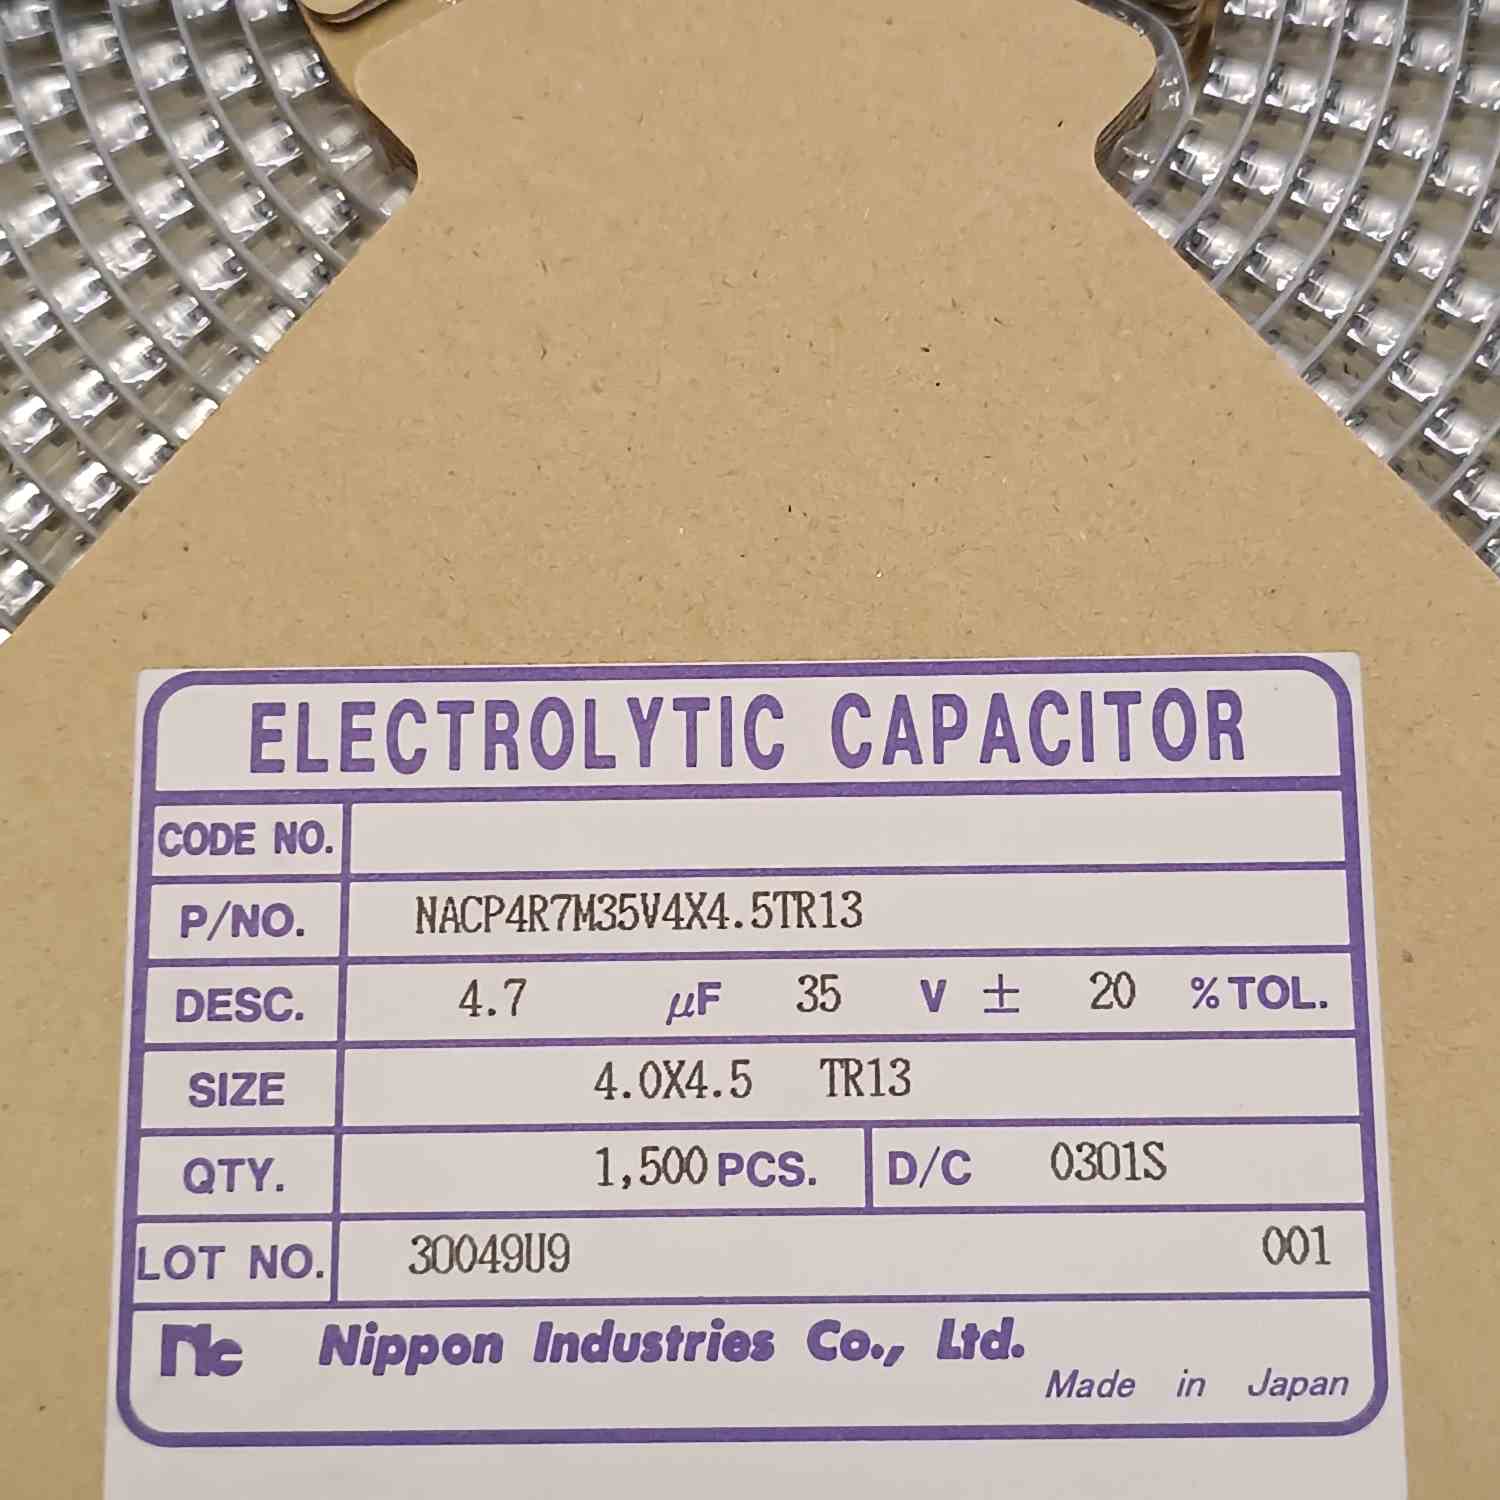 ELECTROLYTIC CAPACITOR
CODE NO.
P/NO. NACP4R7M35V4X4.5TR13
DESC. 4.7 μF 35 V ± 20 % TOL.
SIZE 4.0X4.5 TR13
QTY. 1,500 PCS. D/C 0301S
LOT NO. 30049U9 001
nic Nippon Industries Co., Ltd.
Made in Japan